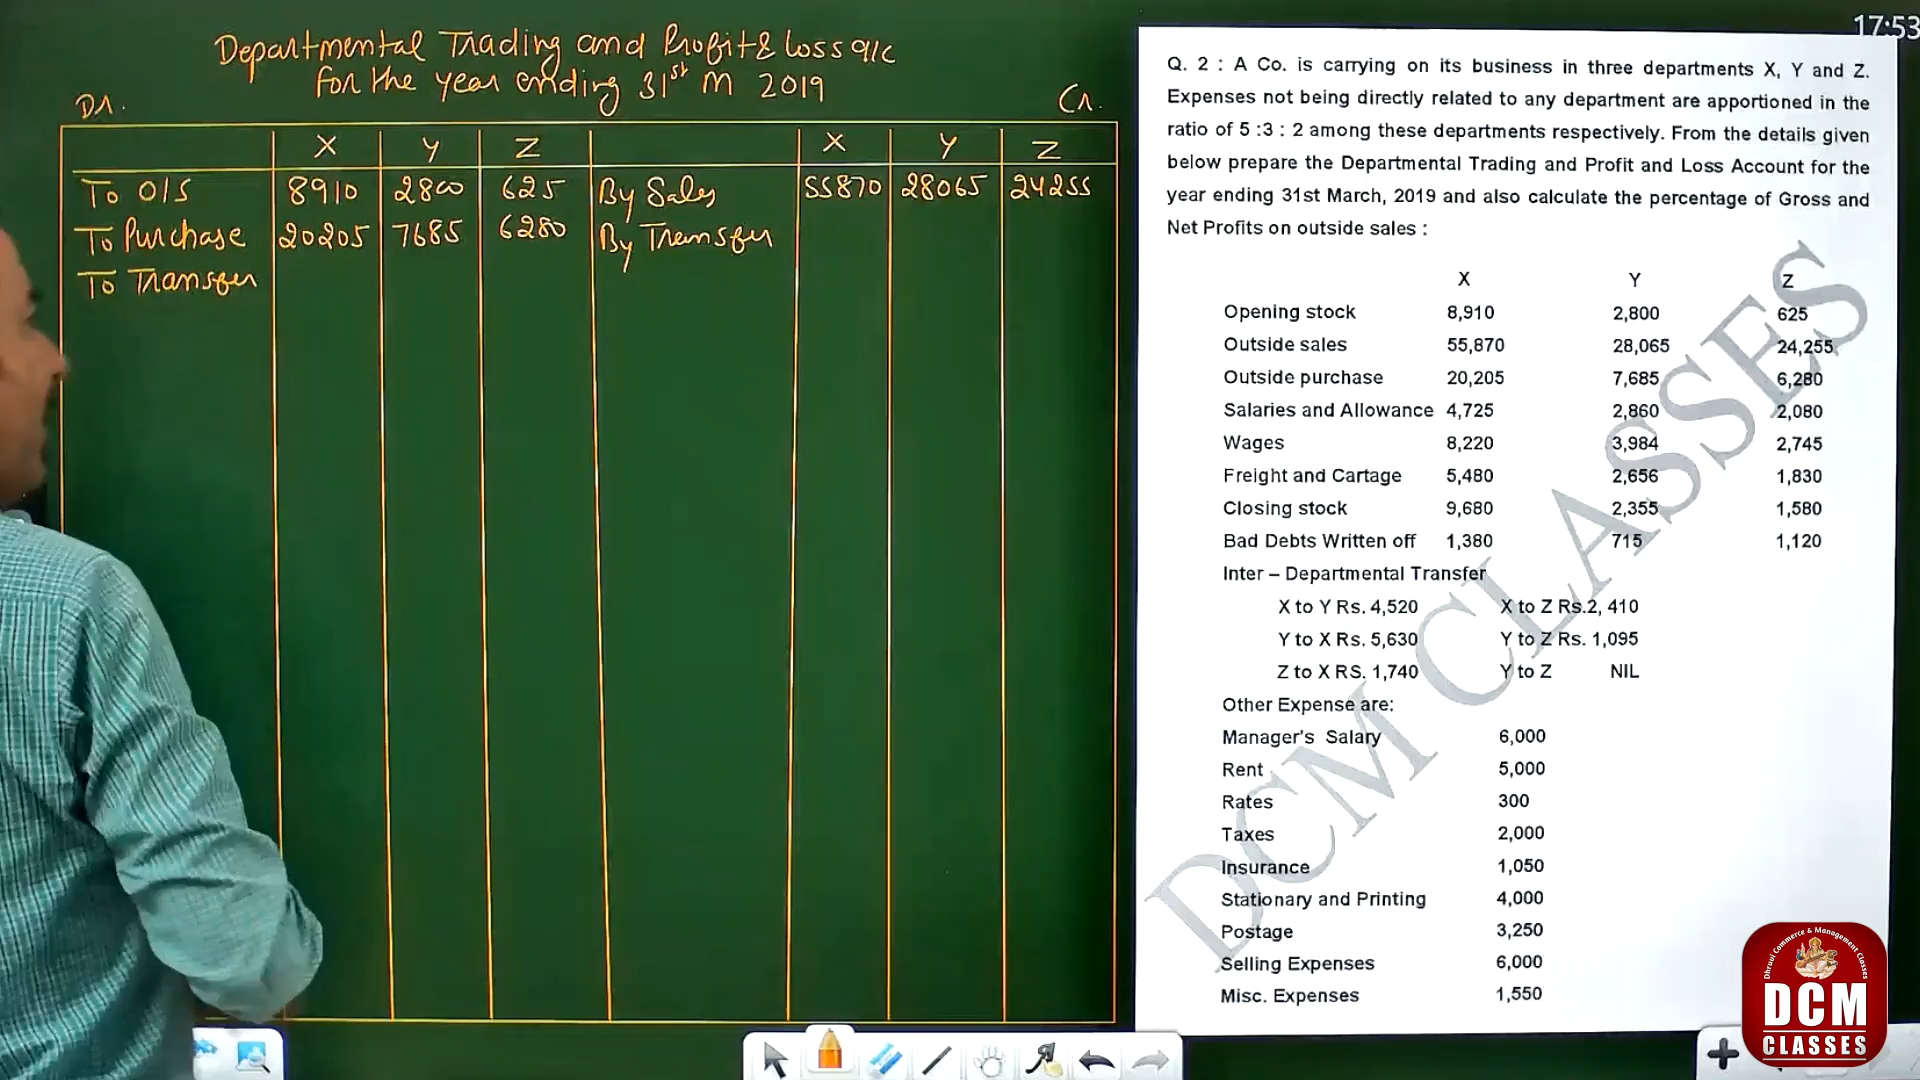 Departmental Trading and Profit & Loss a/c
for the year ending 31st M 2019
Dr. Cr.
X Y Z X Y Z
To O/S 8910 2800 625 By Sales 55870 28065 24255
To Purchase 20205 7685 6280 By Transfer
To Transfer
17:53
Q. 2 : A Co. is carrying on its business in three departments X, Y and Z.
Expenses not being directly related to any department are apportioned in the
ratio of 5 :3 : 2 among these departments respectively. From the details given
below prepare the Departmental Trading and Profit and Loss Account for the
year ending 31st March, 2019 and also calculate the percentage of Gross and
Net Profits on outside sales :
X Y Z
Opening stock 8,910 2,800 625
Outside sales 55,870 28,065 24,255
Outside purchase 20,205 7,685 6,280
Salaries and Allowance 4,725 2,860 2,080
Wages 8,220 3,984 2,745
Freight and Cartage 5,480 2,656 1,830
Closing stock 9,680 2,355 1,580
Bad Debts Written off 1,380 715 1,120
Inter – Departmental Transfer
X to Y Rs. 4,520 X to Z Rs.2, 410
Y to X Rs. 5,630 Y to Z Rs. 1,095
Z to X RS. 1,740 Y to Z NIL
Other Expense are:
Manager's Salary 6,000
Rent 5,000
Rates 300
Taxes 2,000
Insurance 1,050
Stationary and Printing 4,000
Postage 3,250
Selling Expenses 6,000
Misc. Expenses 1,550
DCM CLASSES
Dhruvi Commerce & Management Classes
DCM
CLASSES